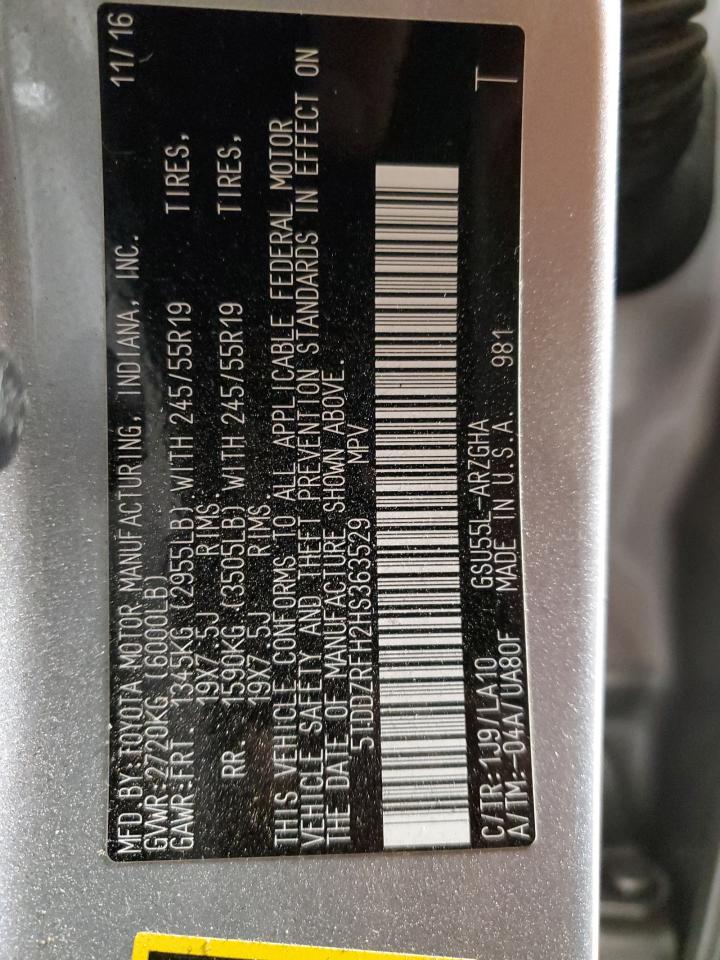 MFD BY:TOYOTA MOTOR MANUFACTURING, INDIANA, INC. 11/16
GVWR:2720KG (6000LB)
GAWR:FRT. 1345KG (2955LB) WITH 245/55R19 TIRES,
19X7.5J RIMS.
RR. 1590KG (3505LB) WITH 245/55R19 TIRES,
19X7.5J RIMS.
THIS VEHICLE CONFORMS TO ALL APPLICABLE FEDERAL MOTOR
VEHICLE SAFETY AND THEFT PREVENTION STANDARDS IN EFFECT ON
THE DATE OF MANUFACTURE SHOWN ABOVE.
5TDDZRFH2HS363529 MPV
C/TR:1J9/LA10 GSU55L-ARZGHA T
A/TM:-04A/UA80F MADE IN U.S.A. 981